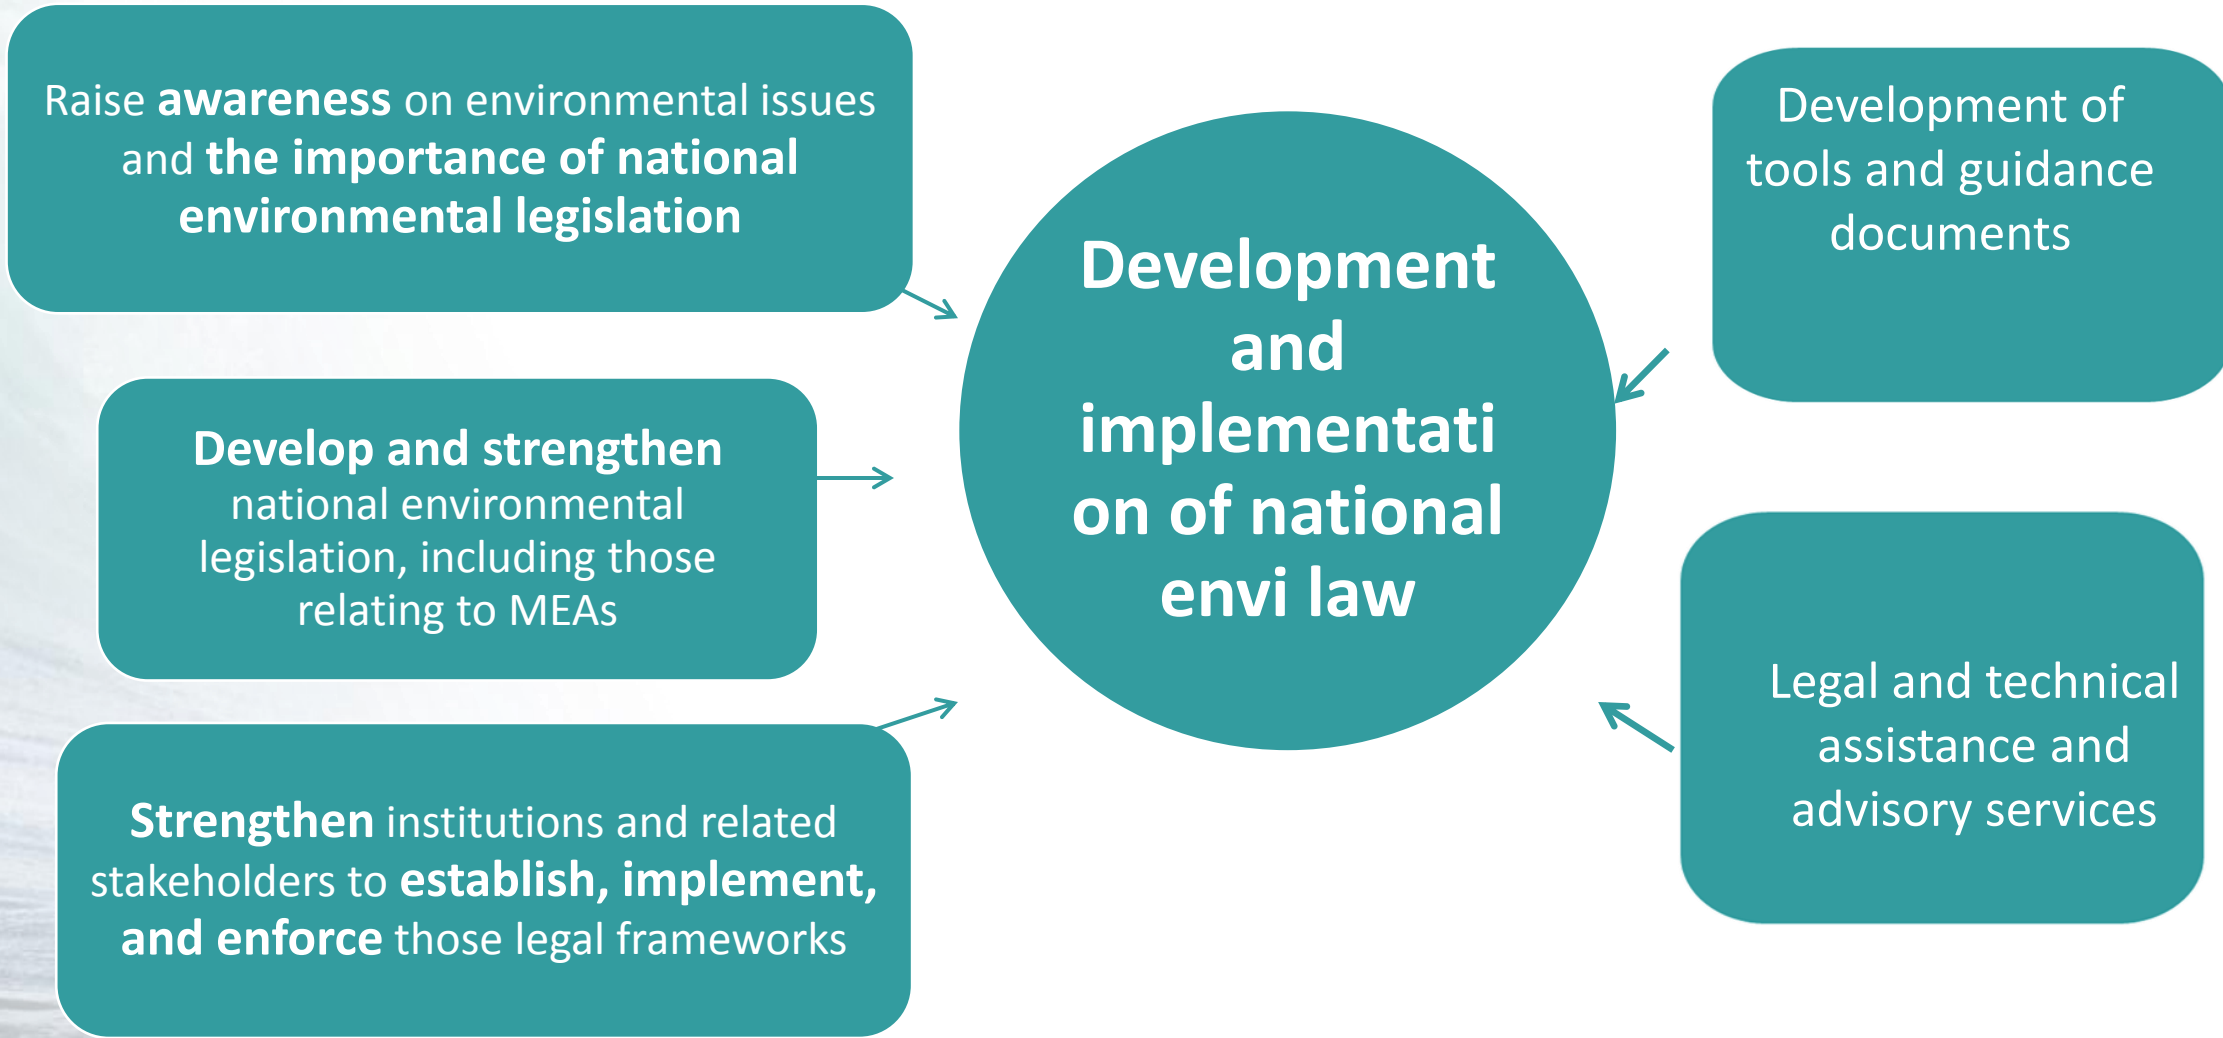 Raise awareness on environmental issues
and the importance of national
environmental legislation
Develop and strengthen
national environmental
legislation, including those
relating to MEAs
Strengthen institutions and related
stakeholders to establish, implement,
and enforce those legal frameworks
Development
and
implementati
on of national
envi law
Development of
tools and guidance
documents
Legal and technical
assistance and
advisory services